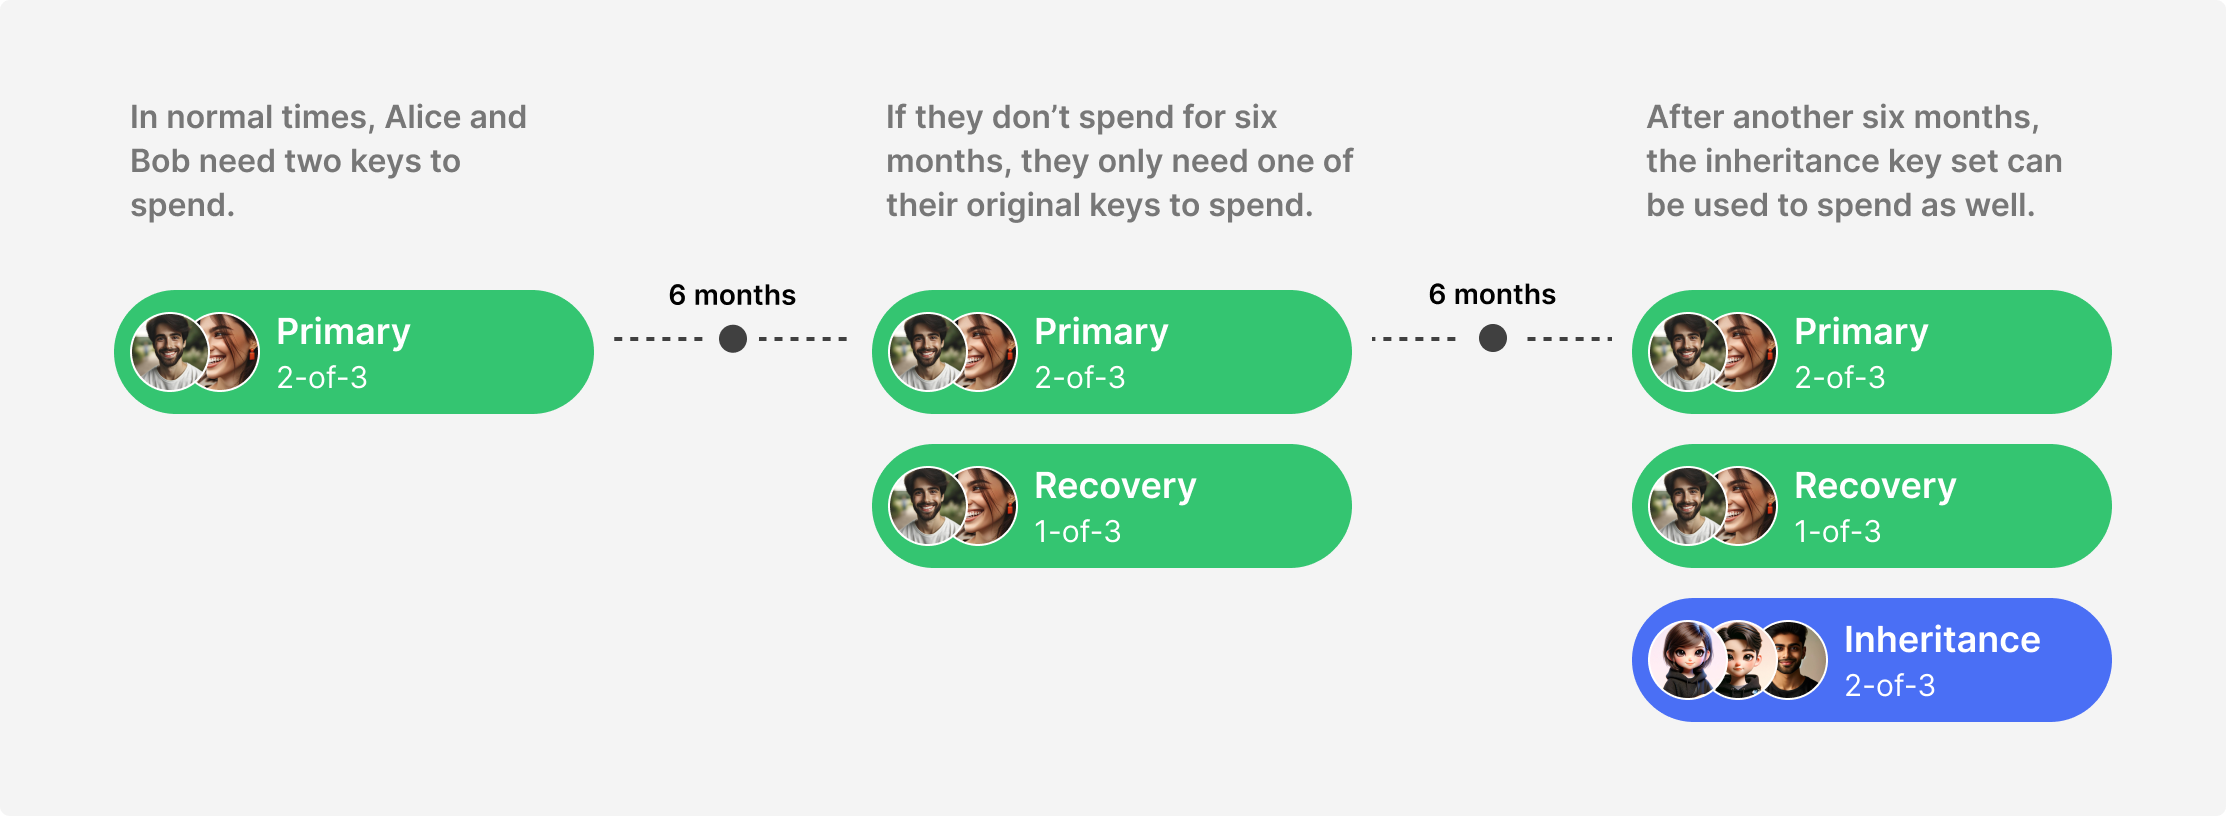 In normal times, Alice and
Bob need two keys to
spend.
If they don’t spend for six
months, they only need one of
their original keys to spend.
After another six months,
the inheritance key set can
be used to spend as well.
Primary
2-of-3
6 months
Primary
2-of-3
Recovery
1-of-3
6 months
Primary
2-of-3
Recovery
1-of-3
Inheritance
2-of-3